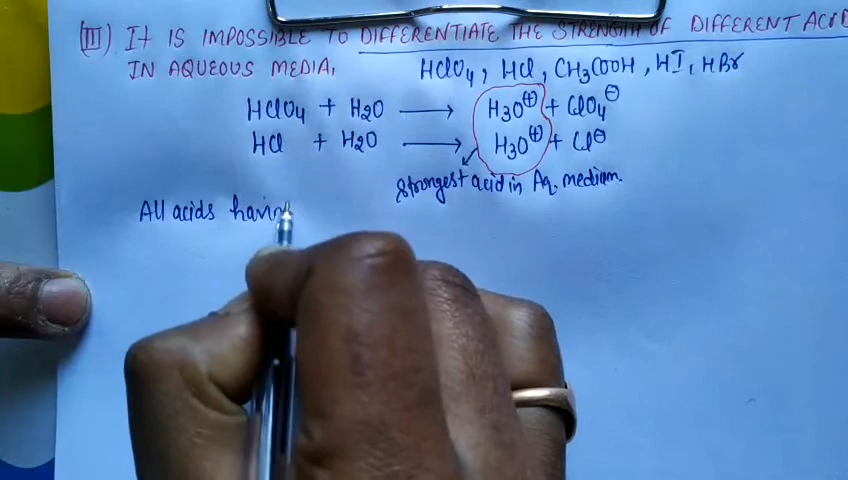 (III) It IS IMPOSSIBLE TO DIFFERENTIATE THE STRENGTH OF DIFFERENT ACID
IN AQUEOUS MEDIA,
HClO₄, HCl, CH₃COOH, HI, HBr
HClO₄ + H₂O ⟶ H₃O⊕ + ClO₄⊖
HCl + H₂O ⟶ H₃O⊕ + Cl⊖
Strongest acid in Aq. medium.
All acids having